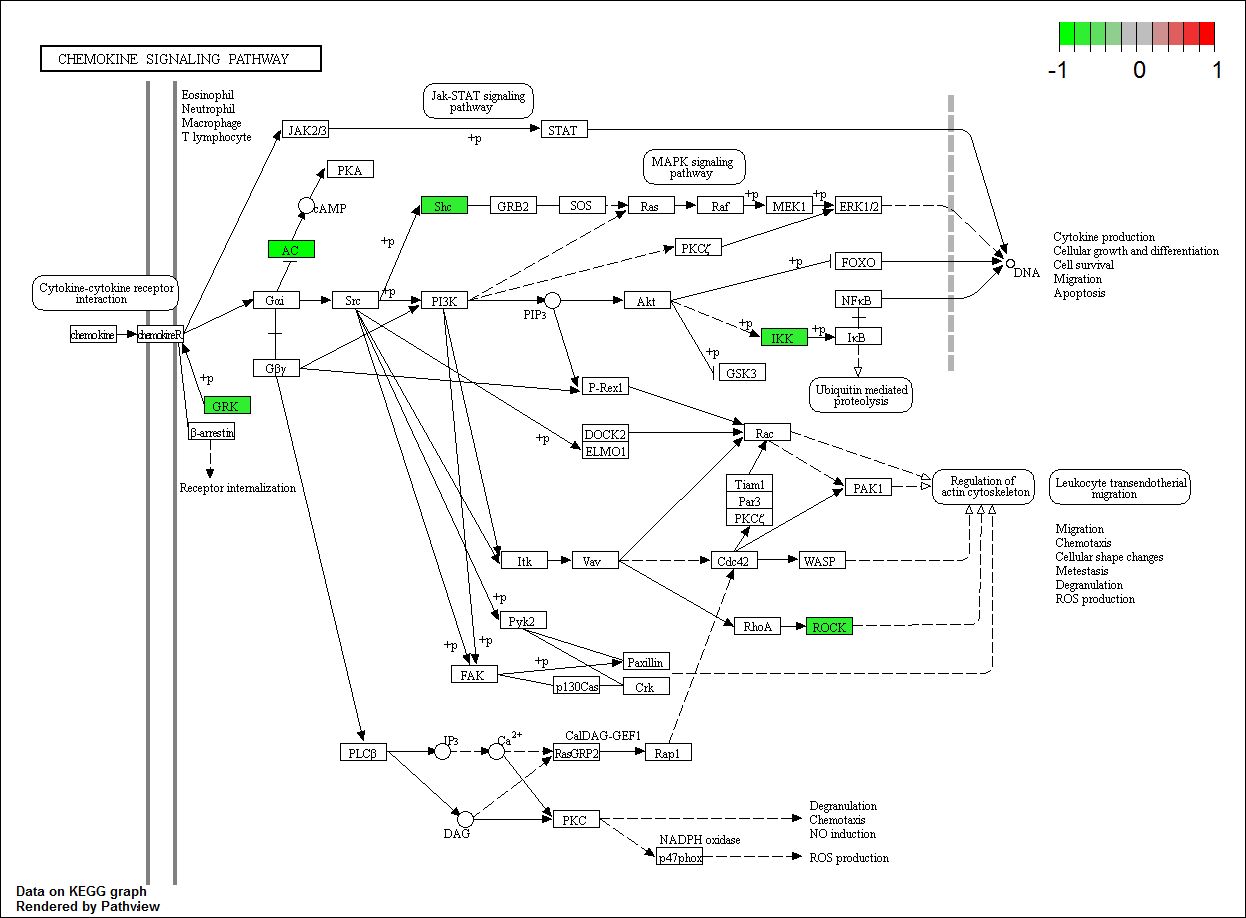 CHEMOKINE SIGNALING PATHWAY
-1 0 1
Eosinophil
Neutrophil
Macrophage
T lymphocyte
Jak-STAT signaling
pathway
JAK2/3
+p
STAT
PKA
cAMP
MAPK signaling
pathway
Shc
GRB2
SOS
Ras
Raf
+p
MEK1
+p
ERK1/2
AC
+p
PKCζ
FOXO
+p
Cytokine production
Cellular growth and differentiation
Cell survival
Migration
Apoptosis
DNA
Cytokine-cytokine receptor
interaction
Gαi
Src
+p
PI3K
PIP3
Akt
NFκB
chemokine
chemokineR
+p
IKK
+p
IκB
+p
GSK3
Gβγ
+p
GRK
β-arrestin
Receptor internalization
P-Rex1
Ubiquitin mediated
proteolysis
+p
DOCK2
ELMO1
Rac
Tiam1
Par3
PKCζ
PAK1
Regulation of
actin cytoskeleton
Leukocyte transendotherial
migration
Migration
Chemotaxis
Cellular shape changes
Metestasis
Degranulation
ROS production
Itk
Vav
Cdc42
WASP
+p
Pyk2
RhoA
ROCK
+p
+p
FAK
+p
Paxillin
p130Cas
Crk
PLCβ
IP3
Ca2+
CalDAG-GEF1
RasGRP2
Rap1
DAG
PKC
Degranulation
Chemotaxis
NO induction
NADPH oxidase
p47phox
ROS production
Data on KEGG graph
Rendered by Pathview